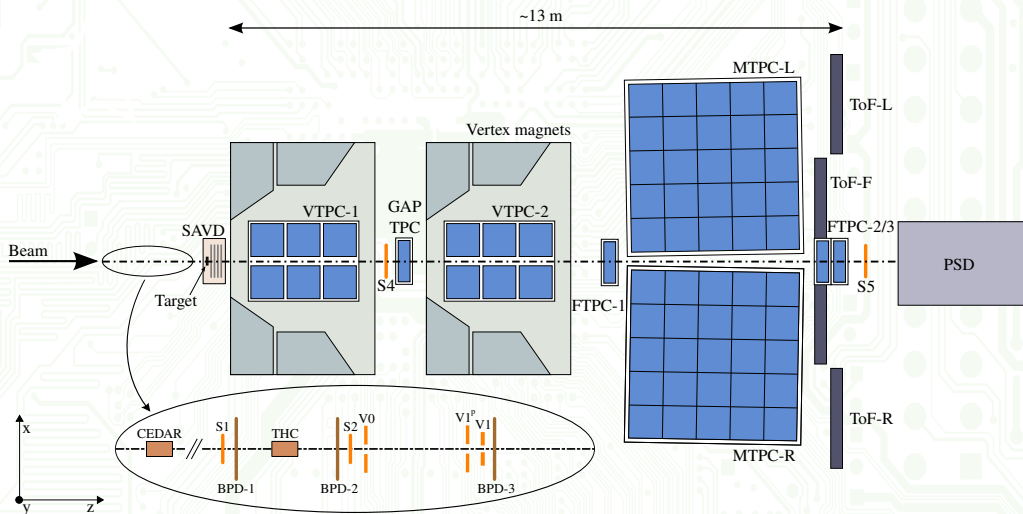 ~13 m
MTPC-L
ToF-L
Vertex magnets
ToF-F
VTPC-1
GAP
TPC
VTPC-2
FTPC-2/3
SAVD
Beam
PSD
Target
S4
FTPC-1
S5
x
y
z
CEDAR
S1
BPD-1
THC
S2
V0
BPD-2
V1ᴾ
V1
BPD-3
MTPC-R
ToF-R